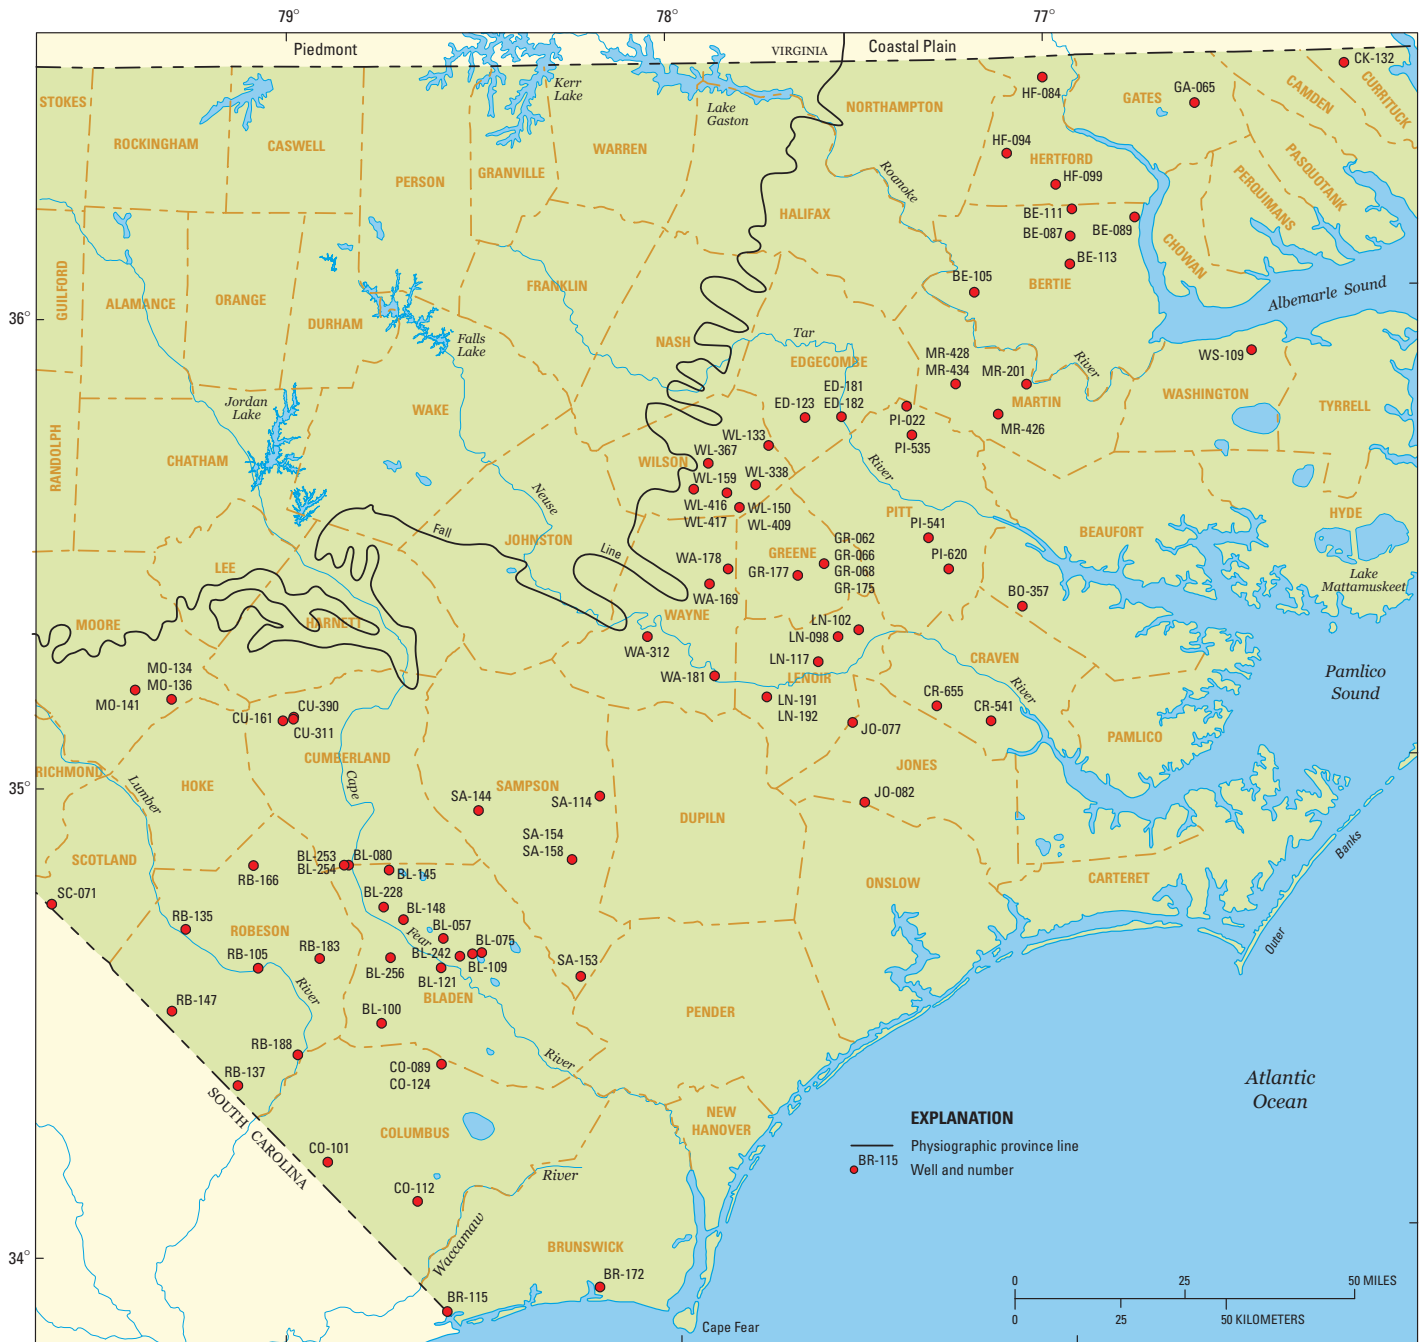 79°
78°
77°
Piedmont
VIRGINIA
Coastal Plain
CK-132
STOKES
Kerr
Lake
Lake
Gaston
NORTHAMPTON
HF-084
GATES
GA-065
CAMDEN
CURRITUCK
ROCKINGHAM
CASWELL
WARREN
PERSON
GRANVILLE
HF-094
HERTFORD
HF-099
Roanoke
PASQUOTANK
PERQUIMANS
HALIFAX
BE-111
BE-087
BE-089
BE-113
CHOWAN
GUILFORD
ALAMANCE
ORANGE
DURHAM
FRANKLIN
BE-105
BERTIE
Albemarle Sound
36°
Falls
Lake
NASH
Tar
EDGECOMBE
MR-428
MR-434
MR-201
River
WS-109
WASHINGTON
TYRRELL
Jordan
Lake
WAKE
ED-181
ED-182
ED-123
MARTIN
MR-426
PI-022
PI-535
RANDOLPH
CHATHAM
WL-133
WL-367
WILSON
WL-159
WL-338
WL-416
WL-417
WL-150
WL-409
River
Neuse
PITT
PI-541
PI-620
BEAUFORT
HYDE
Fall
Line
JOHNSTON
WA-178
WA-169
GREENE
GR-062
GR-066
GR-068
GR-175
GR-177
Lake
Mattamuskeet
LEE
BO-357
MOORE
HARNETT
WAYNE
LN-102
LN-098
WA-312
LN-117
LENOIR
CRAVEN
River
Pamlico
Sound
MO-134
MO-136
MO-141
WA-181
LN-191
LN-192
CR-655
CR-541
CU-161
CU-390
CU-311
JO-077
PAMLICO
CUMBERLAND
JONES
35°
RICHMOND
HOKE
Lumber
Cape
SAMPSON
SA-144
SA-114
JO-082
DUPILN
SA-154
SA-158
SCOTLAND
BL-253
BL-254
BL-080
BL-145
RB-166
ONSLOW
CARTERET
Banks
Outer
SC-071
BL-228
BL-148
RB-135
ROBESON
BL-057
Fear
BL-075
BL-242
BL-109
RB-105
RB-183
BL-256
BL-121
BLADEN
SA-153
River
RB-147
BL-100
PENDER
RB-188
River
RB-137
CO-089
CO-124
Atlantic
Ocean
SOUTH CAROLINA
COLUMBUS
NEW
HANOVER
EXPLANATION
Physiographic province line
BR-115
Well and number
CO-101
CO-112
River
Waccamaw
34°
BRUNSWICK
BR-172
BR-115
Cape Fear
0 25 50 MILES
0 25 50 KILOMETERS